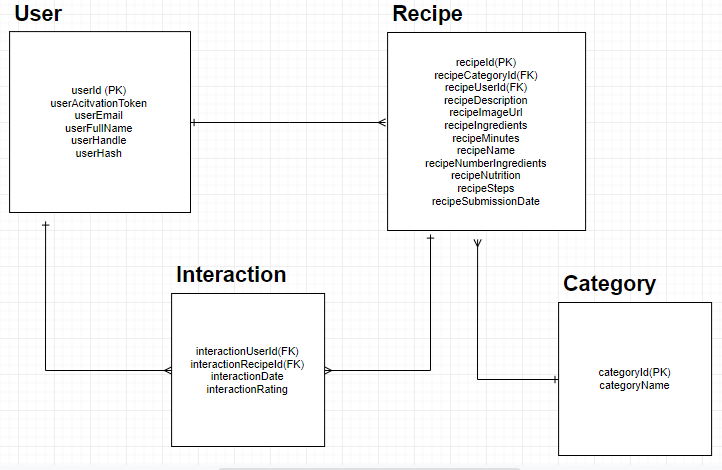 User
userId (PK)
userAcitvationToken
userEmail
userFullName
userHandle
userHash
Recipe
recipeId(PK)
recipeCategoryId(FK)
recipeUserId(FK)
recipeDescription
recipeImageUrl
recipeIngredients
recipeMinutes
recipeName
recipeNumberIngredients
recipeNutrition
recipeSteps
recipeSubmissionDate
Interaction
interactionUserId(FK)
interactionRecipeId(FK)
interactionDate
interactionRating
Category
categoryId(PK)
categoryName